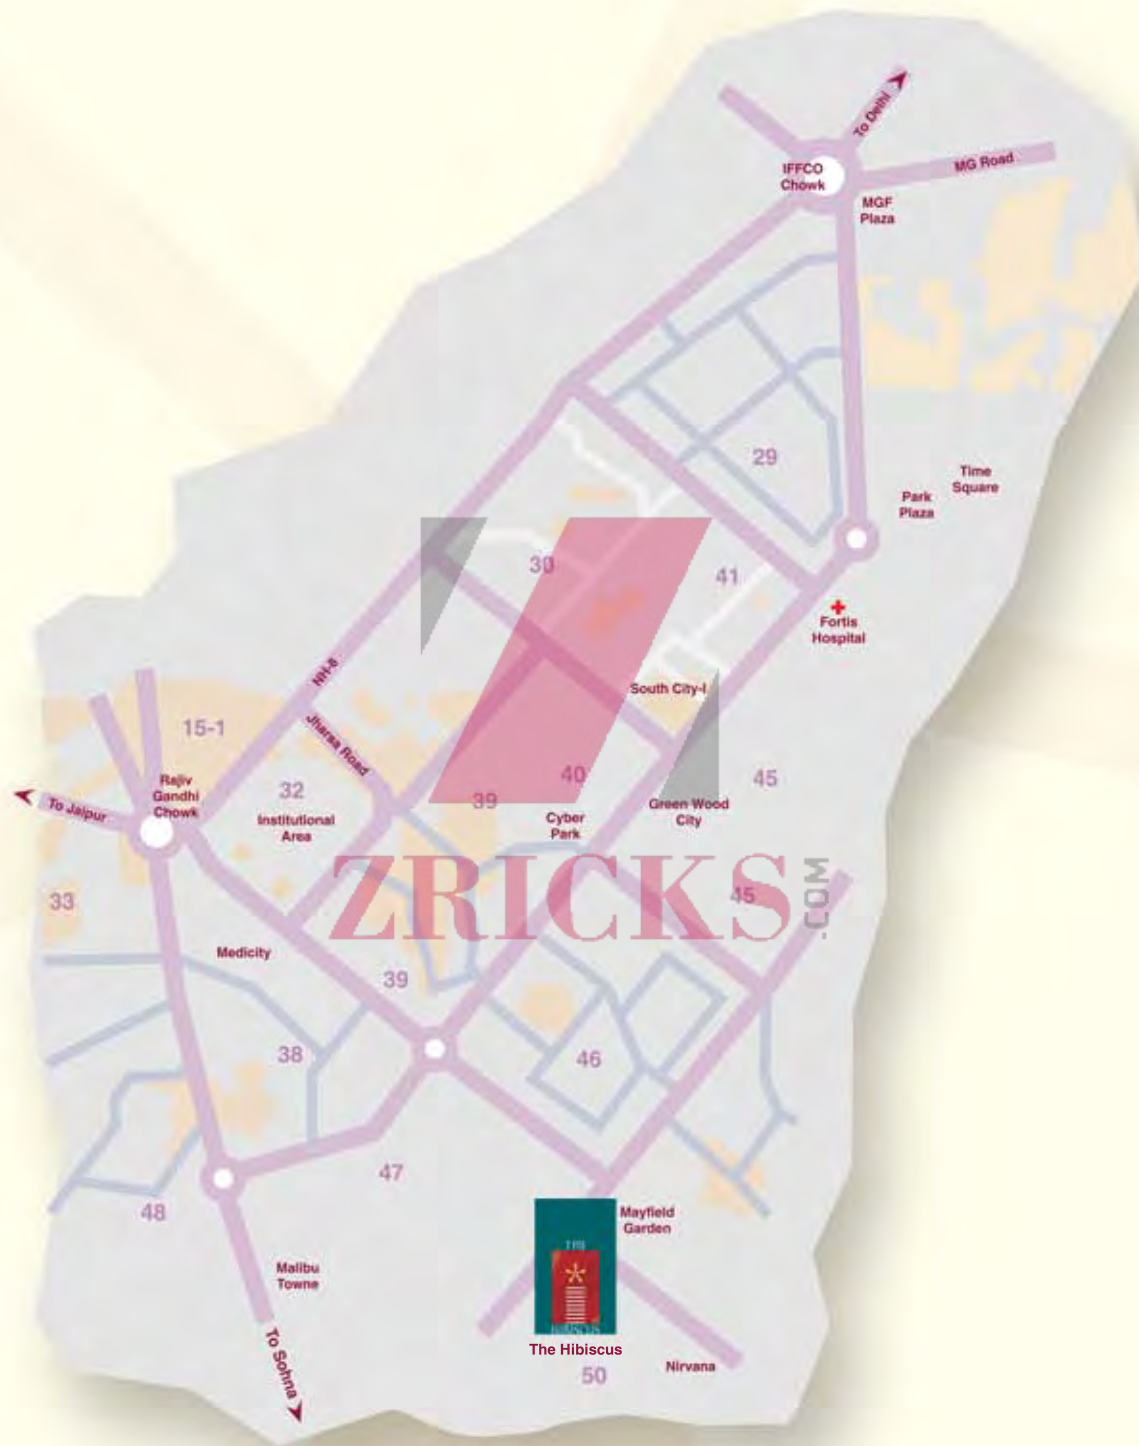 To Delhi
IFFCO
Chowk
MG Road
MGF
Plaza
29
Time
Square
Park
Plaza
30
41
Fortis
Hospital
NH-8
South City-I
15-1
Jharsa Road
Rajiv
Gandhi
Chowk
To Jaipur
32
Institutional
Area
39
40
45
Cyber
Park
Green Wood
City
ZRICKS
.COM
33
45
Medicity
39
38
46
47
48
Mayfield
Garden
Malibu
Towne
THE
HIBISCUS
The Hibiscus
To Sohna
Nirvana
50